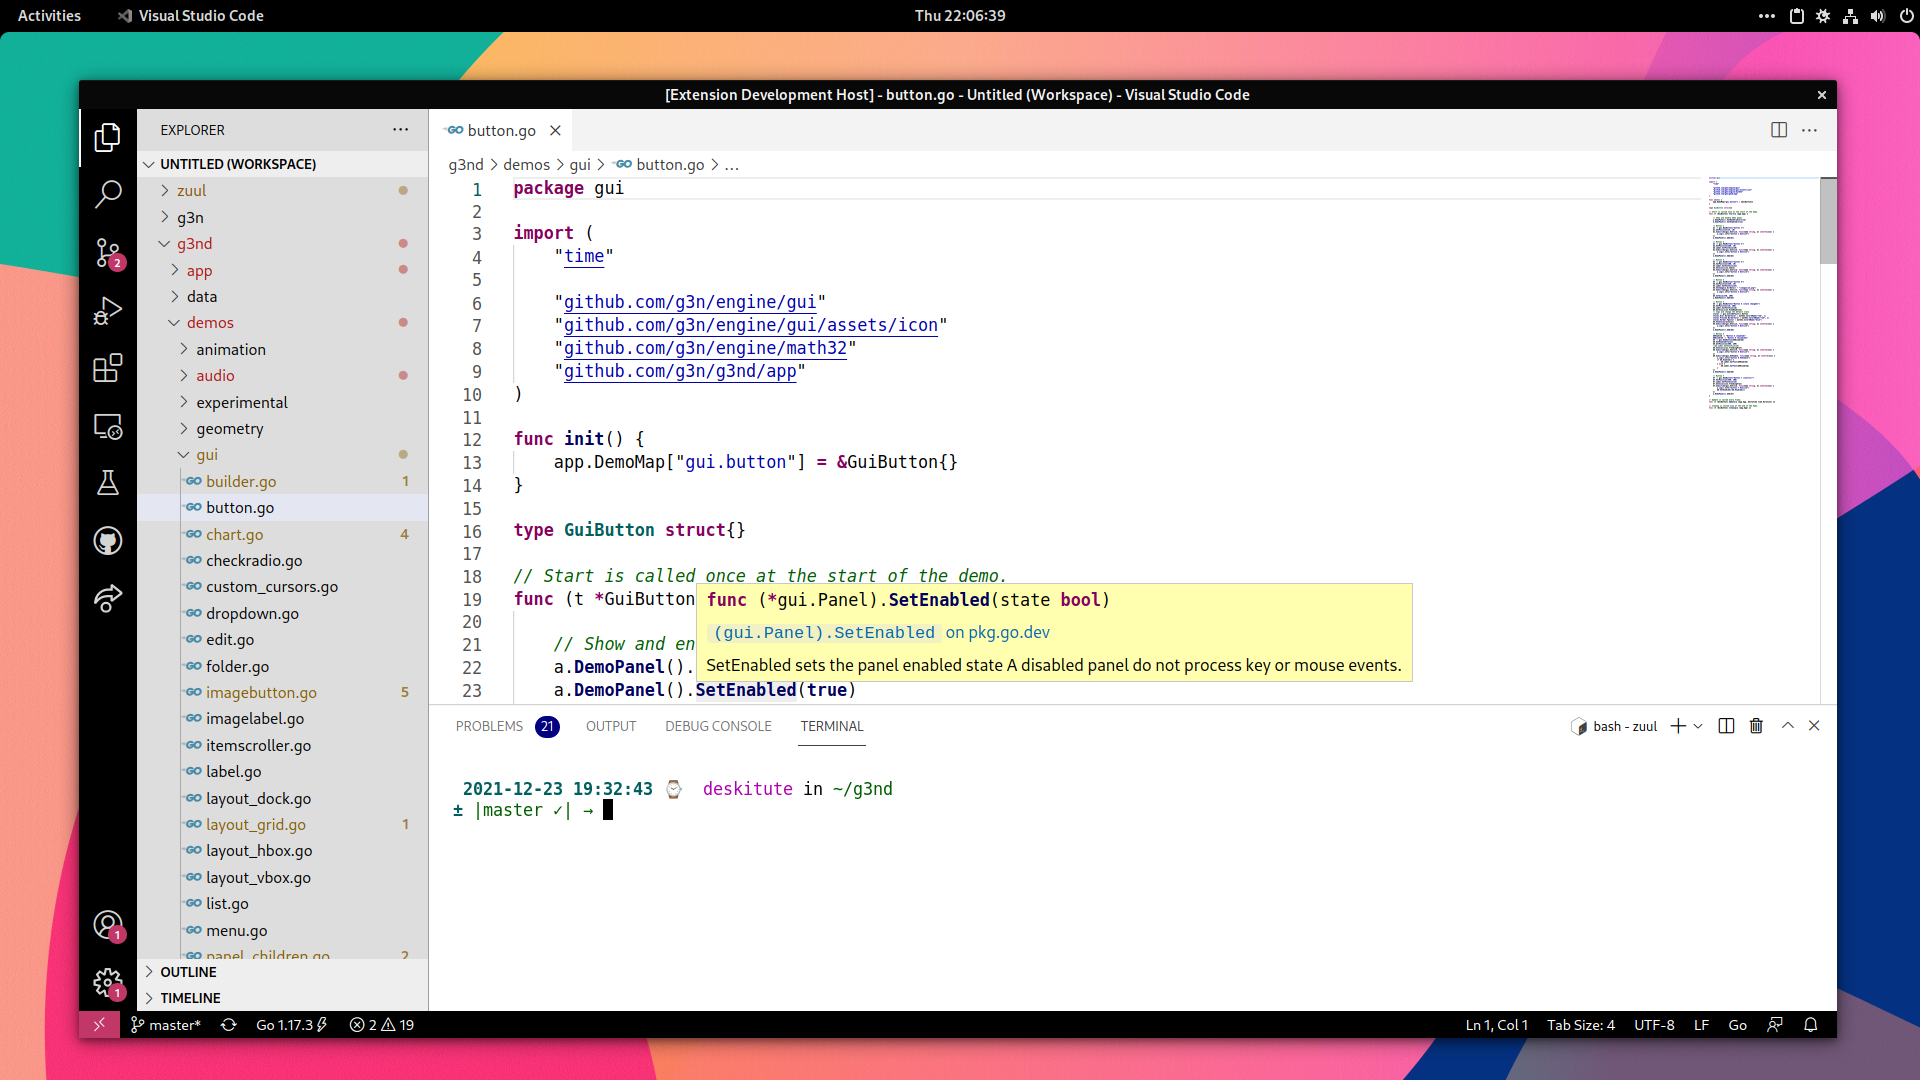 Activities
Visual Studio Code
Thu 22:06:39
[Extension Development Host] - button.go - Untitled (Workspace) - Visual Studio Code
EXPLORER
UNTITLED (WORKSPACE)
zuul
g3n
g3nd
app
data
demos
animation
audio
experimental
geometry
gui
builder.go 1
button.go
chart.go 4
checkradio.go
custom_cursors.go
dropdown.go
edit.go
folder.go
imagebutton.go 5
imagelabel.go
itemscroller.go
label.go
layout_dock.go
layout_grid.go 1
layout_hbox.go
layout_vbox.go
list.go
menu.go
panel_children.go 2
OUTLINE
TIMELINE
2
1
1
GO button.go
g3nd > demos > gui > GO button.go > ...
1 package gui
2
3 import (
4 "time"
5
6 "github.com/g3n/engine/gui"
7 "github.com/g3n/engine/gui/assets/icon"
8 "github.com/g3n/engine/math32"
9 "github.com/g3n/g3nd/app"
10 )
11
12 func init() {
13 app.DemoMap["gui.button"] = &GuiButton{}
14 }
15
16 type GuiButton struct{}
17
18 // Start is called once at the start of the demo.
19 func (t *GuiButton
20
21 // Show and en
22 a.DemoPanel().
23 a.DemoPanel().SetEnabled(true)
func (*gui.Panel).SetEnabled(state bool)
(gui.Panel).SetEnabled on pkg.go.dev
SetEnabled sets the panel enabled state A disabled panel do not process key or mouse events.
PROBLEMS 21 OUTPUT DEBUG CONSOLE TERMINAL
bash - zuul
2021-12-23 19:32:43 ⌚ deskitute in ~/g3nd
± |master ✓| →
master* Go 1.17.3 2 19
Ln 1, Col 1 Tab Size: 4 UTF-8 LF Go